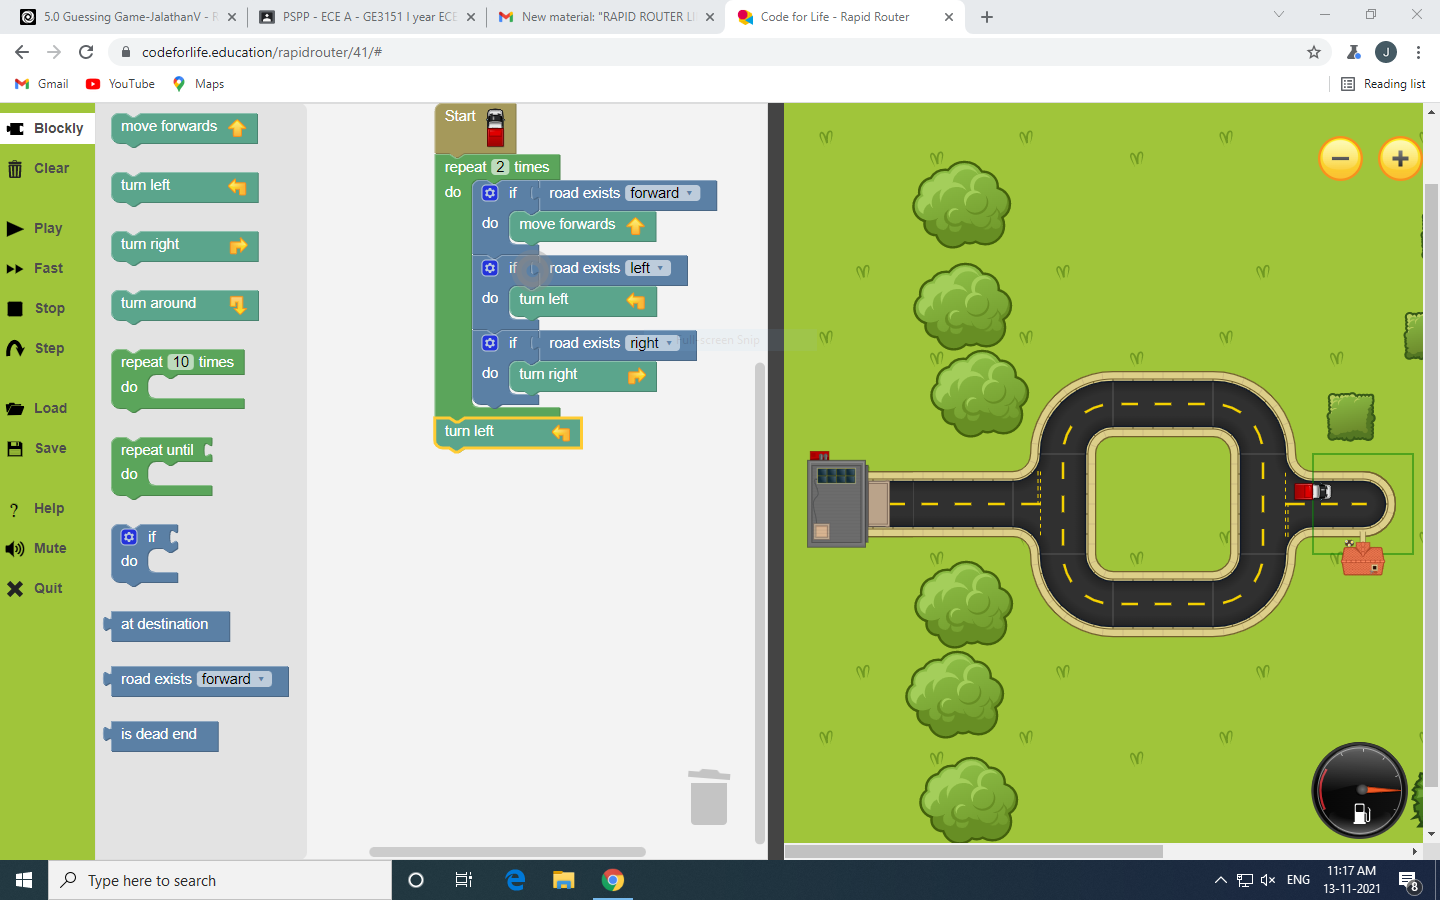 5.0 Guessing Game-JalathanV - R
PSPP - ECE A - GE3151 I year ECE
New material: "RAPID ROUTER LI
Code for Life - Rapid Router
codeforlife.education/rapidrouter/41/#
J
Gmail
YouTube
Maps
Reading list
Blockly
Clear
Play
Fast
Stop
Step
Load
Save
Help
Mute
Quit
move forwards
turn left
turn right
turn around
repeat 10 times
do
repeat until
do
if
do
at destination
road exists forward
is dead end
Start
repeat 2 times
do if road exists forward
do move forwards
if road exists left
do turn left
if road exists right
do turn right
turn left
Full-screen Snip
Type here to search
ENG
11:17 AM
13-11-2021
8